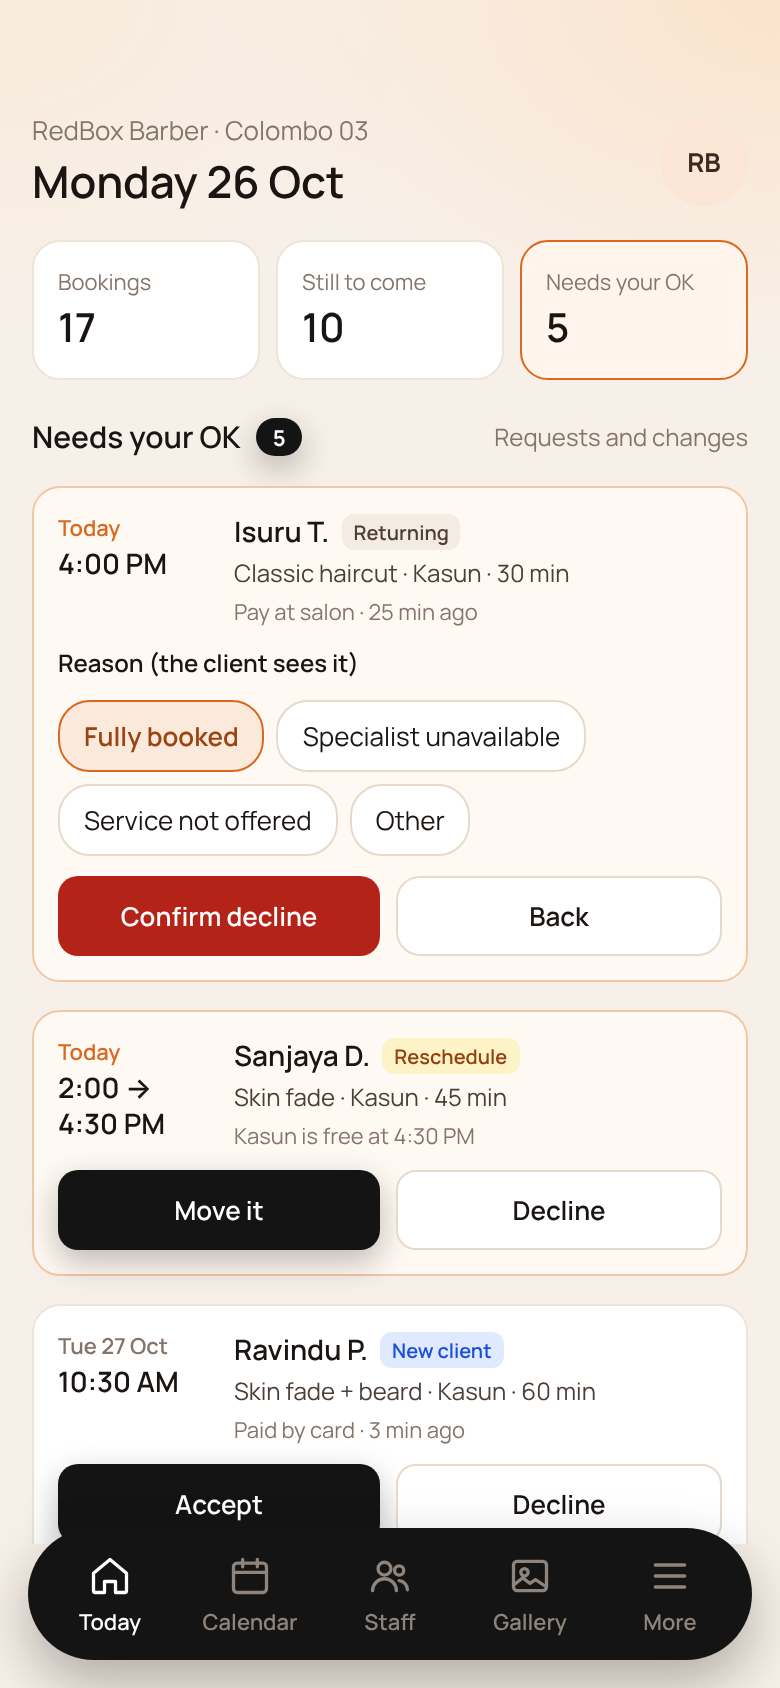 RedBox Barber · Colombo 03
Monday 26 Oct
RB
Bookings
17
Still to come
10
Needs your OK
5
Needs your OK 5
Requests and changes
Today
4:00 PM
Isuru T. Returning
Classic haircut · Kasun · 30 min
Pay at salon · 25 min ago
Reason (the client sees it)
Fully booked
Specialist unavailable
Service not offered
Other
Confirm decline
Back
Today
2:00 →
4:30 PM
Sanjaya D. Reschedule
Skin fade · Kasun · 45 min
Kasun is free at 4:30 PM
Move it
Decline
Tue 27 Oct
10:30 AM
Ravindu P. New client
Skin fade + beard · Kasun · 60 min
Paid by card · 3 min ago
Accept
Decline
Today
Calendar
Staff
Gallery
More